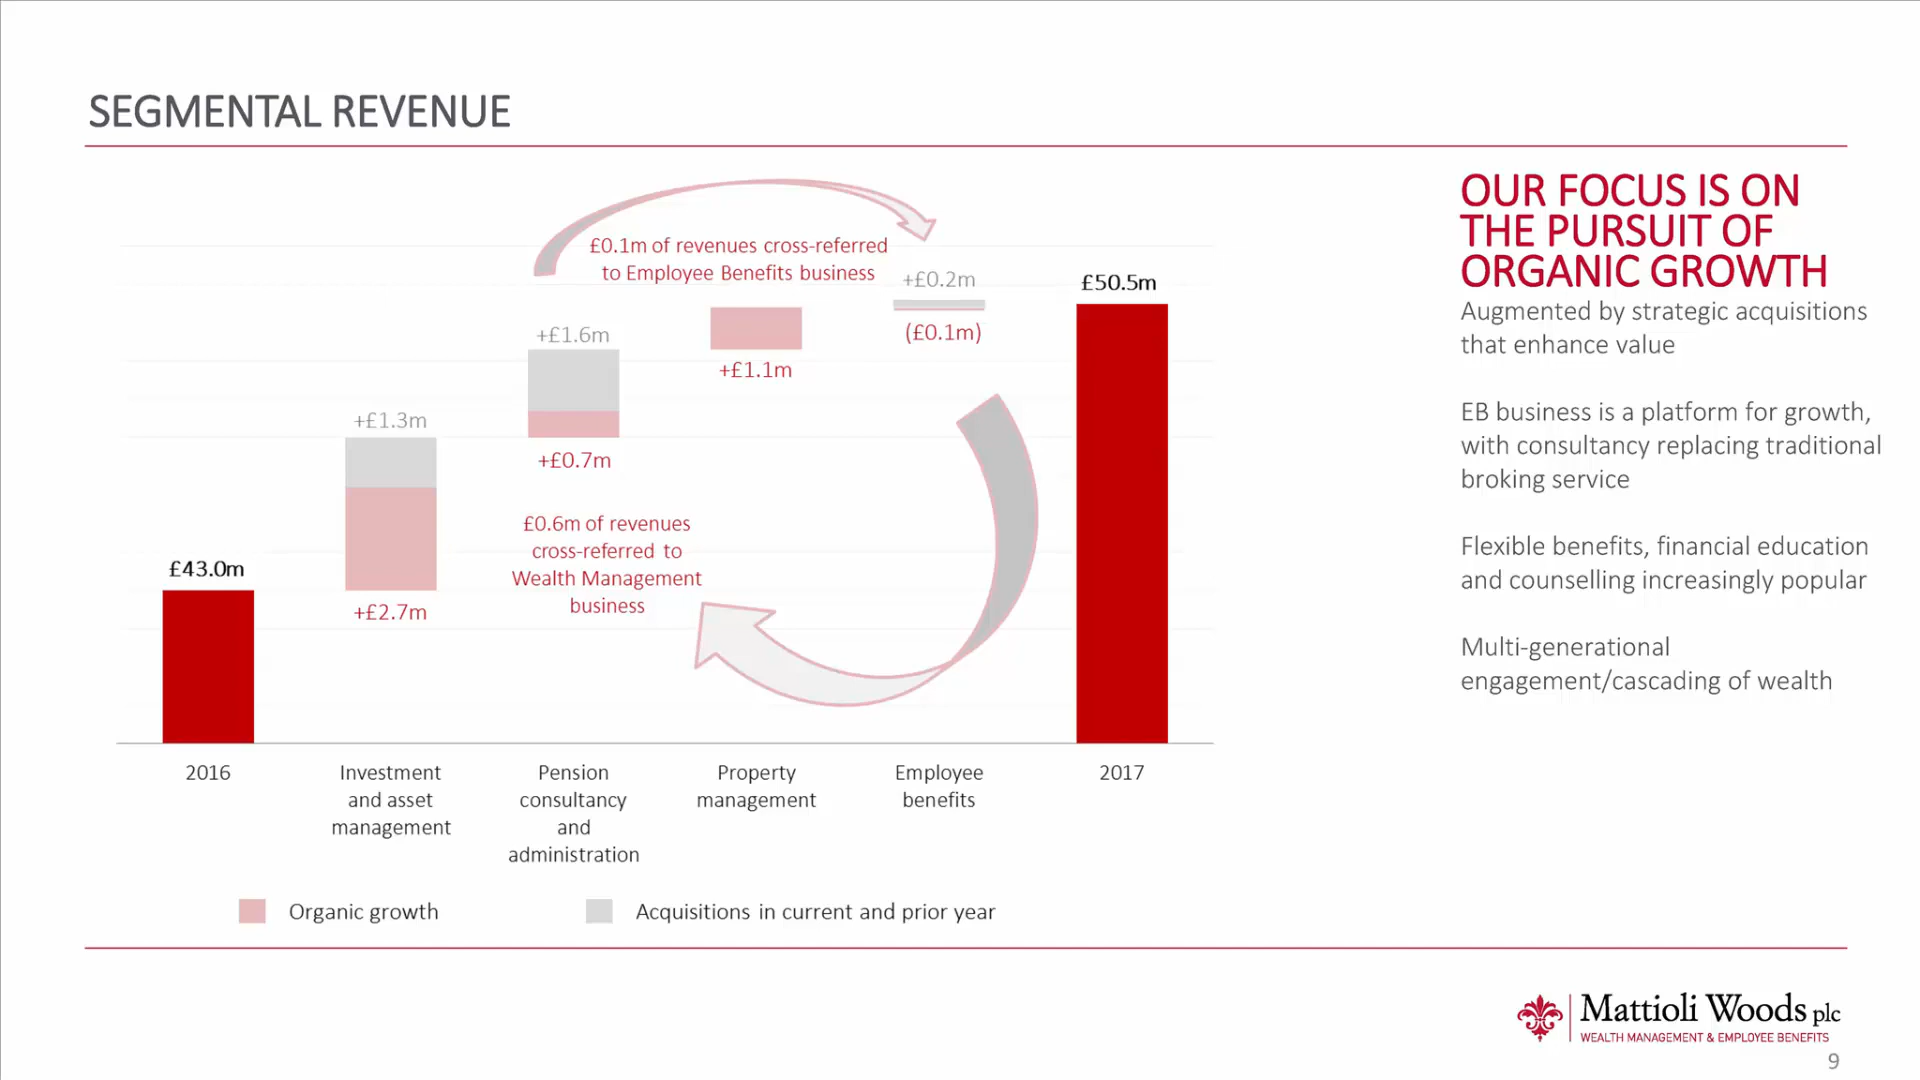 SEGMENTAL REVENUE
£0.1m of revenues cross-referred
to Employee Benefits business
+£0.2m
(£0.1m)
£50.5m
+£1.6m
+£0.7m
+£1.1m
+£1.3m
+£2.7m
£43.0m
£0.6m of revenues
cross-referred to
Wealth Management
business
2016
Investment
and asset
management
Pension
consultancy
and
administration
Property
management
Employee
benefits
2017
Organic growth
Acquisitions in current and prior year
OUR FOCUS IS ON
THE PURSUIT OF
ORGANIC GROWTH
Augmented by strategic acquisitions
that enhance value
EB business is a platform for growth,
with consultancy replacing traditional
broking service
Flexible benefits, financial education
and counselling increasingly popular
Multi-generational
engagement/cascading of wealth
Mattioli Woods plc
WEALTH MANAGEMENT & EMPLOYEE BENEFITS
9